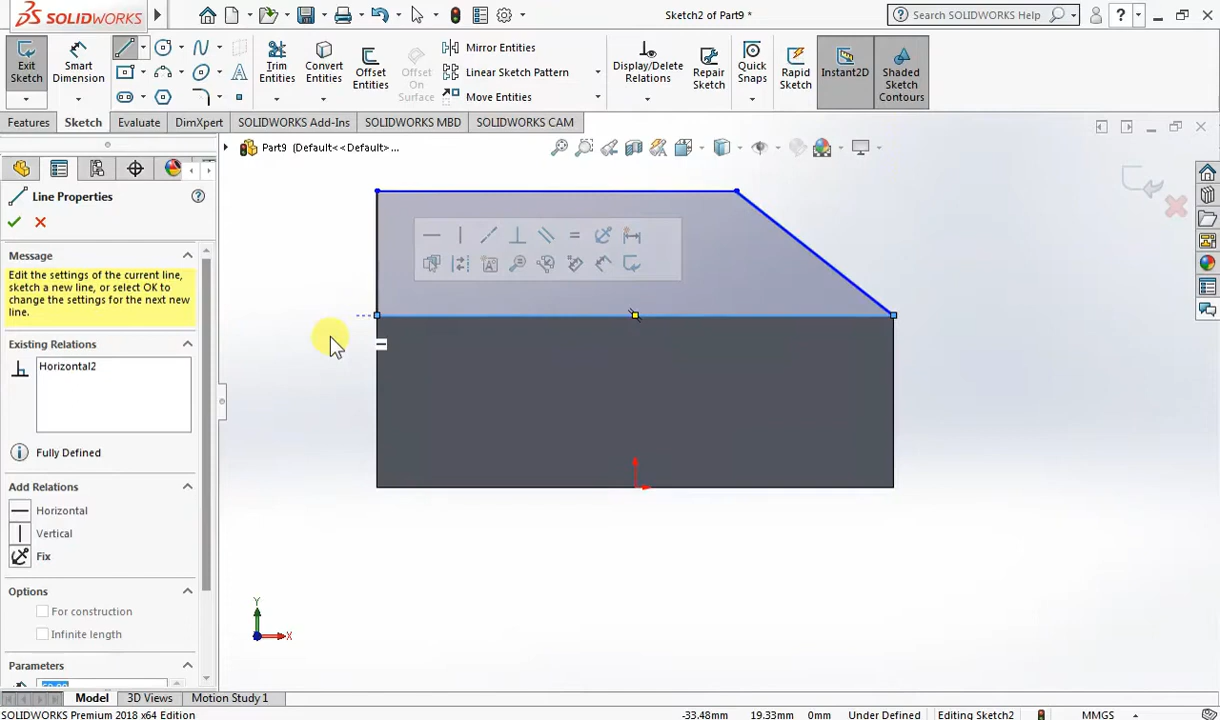 SOLIDWORKS
Sketch2 of Part9 *
Search SOLIDWORKS Help
?
Exit Sketch
Smart Dimension
Trim Entities
Convert Entities
Offset Entities
Offset On Surface
Mirror Entities
Linear Sketch Pattern
Move Entities
Display/Delete Relations
Repair Sketch
Quick Snaps
Rapid Sketch
Instant2D
Shaded Sketch Contours
Features
Sketch
Evaluate
DimXpert
SOLIDWORKS Add-Ins
SOLIDWORKS MBD
SOLIDWORKS CAM
Part9 (Default<<Default>...
Line Properties
Message
Edit the settings of the current line,
sketch a new line, or select OK to
change the settings for the next new
line.
Existing Relations
Horizontal2
Fully Defined
Add Relations
Horizontal
Vertical
Fix
Options
For construction
Infinite length
Parameters
Y
X
Model
3D Views
Motion Study 1
SOLIDWORKS Premium 2018 x64 Edition
-33.48mm
19.33mm
0mm
Under Defined
Editing Sketch2
MMGS